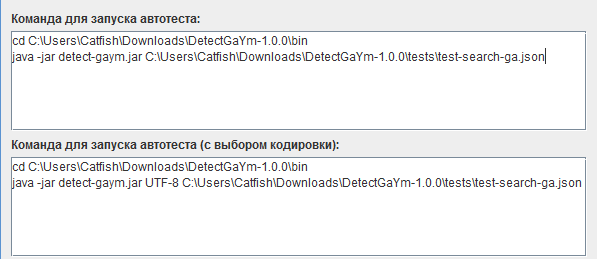 Команда для запуска автотеста:
cd C:\Users\Catfish\Downloads\DetectGaYm-1.0.0\bin
java -jar detect-gaym.jar C:\Users\Catfish\Downloads\DetectGaYm-1.0.0\tests\test-search-ga.json
Команда для запуска автотеста (с выбором кодировки):
cd C:\Users\Catfish\Downloads\DetectGaYm-1.0.0\bin
java -jar detect-gaym.jar UTF-8 C:\Users\Catfish\Downloads\DetectGaYm-1.0.0\tests\test-search-ga.json